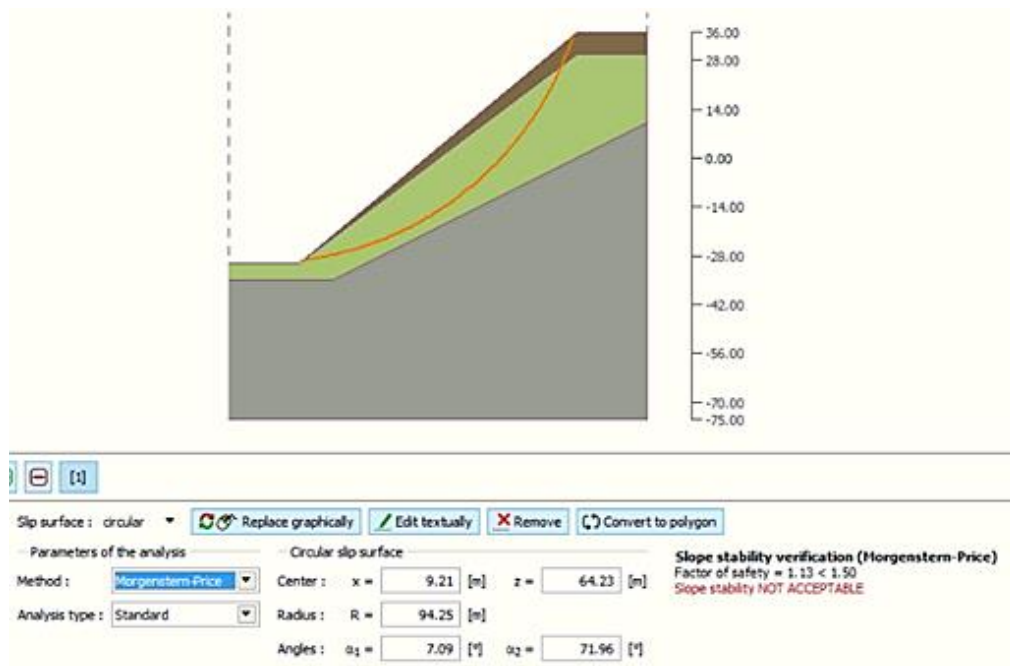 36.00
28.00
14.00
0.00
-14.00
-28.00
-42.00
-56.00
-70.00
-75.00
[1]
Slip surface : circular Replace graphically Edit textually Remove Convert to polygon
Parameters of the analysis
Circular slip surface
Slope stability verification (Morgenstern-Price)
Method : Morgenstern-Price
Center : x = 9.21 [m] z = 64.23 [m]
Factor of safety = 1.13 < 1.50
Slope stability NOT ACCEPTABLE
Analysis type : Standard
Radius : R = 94.25 [m]
Angles : α1 = 7.09 [°] α2 = 71.96 [°]